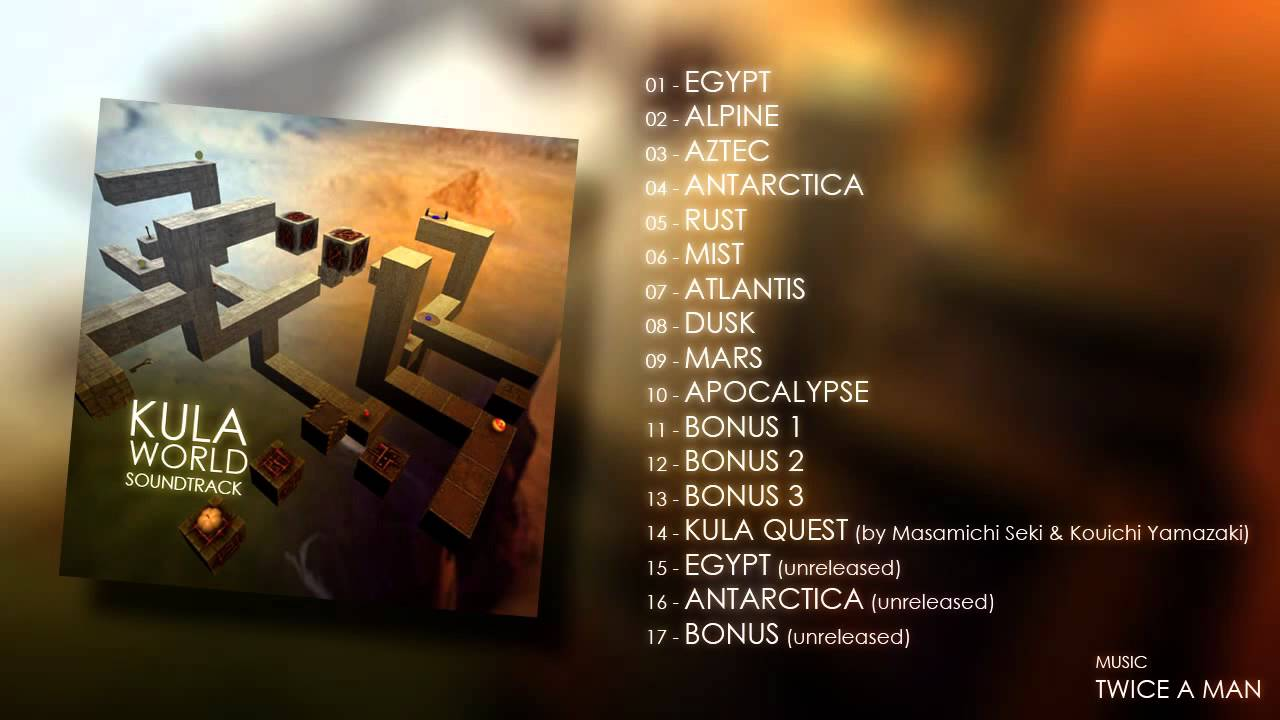 KULA
WORLD
SOUNDTRACK
01 - EGYPT
02 - ALPINE
03 - AZTEC
04 - ANTARCTICA
05 - RUST
06 - MIST
07 - ATLANTIS
08 - DUSK
09 - MARS
10 - APOCALYPSE
11 - BONUS 1
12 - BONUS 2
13 - BONUS 3
14 - KULA QUEST (by Masamichi Seki & Kouichi Yamazaki)
15 - EGYPT (unreleased)
16 - ANTARCTICA (unreleased)
17 - BONUS (unreleased)
MUSIC
TWICE A MAN